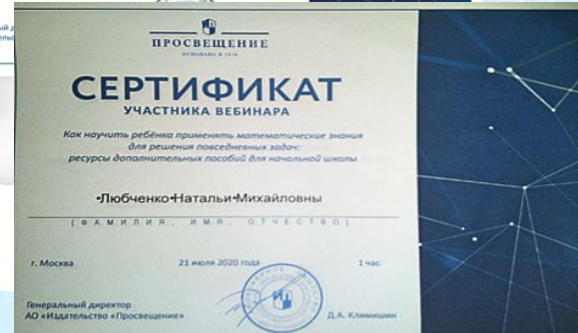 ПРОСВЕЩЕНИЕ
ОСНОВАНО В 1930
СЕРТИФИКАТ
УЧАСТНИКА ВЕБИНАРА
Как научить ребёнка применять математические знания
для решения повседневных задач:
ресурсы дополнительных пособий для начальной школы
•Любченко•Натальи•Михайловны
(ФАМИЛИЯ, ИМЯ, ОТЧЕСТВО)
г. Москва 21 июля 2020 года 1 час
Генеральный директор
АО «Издательство «Просвещение» Д.А. Климишин